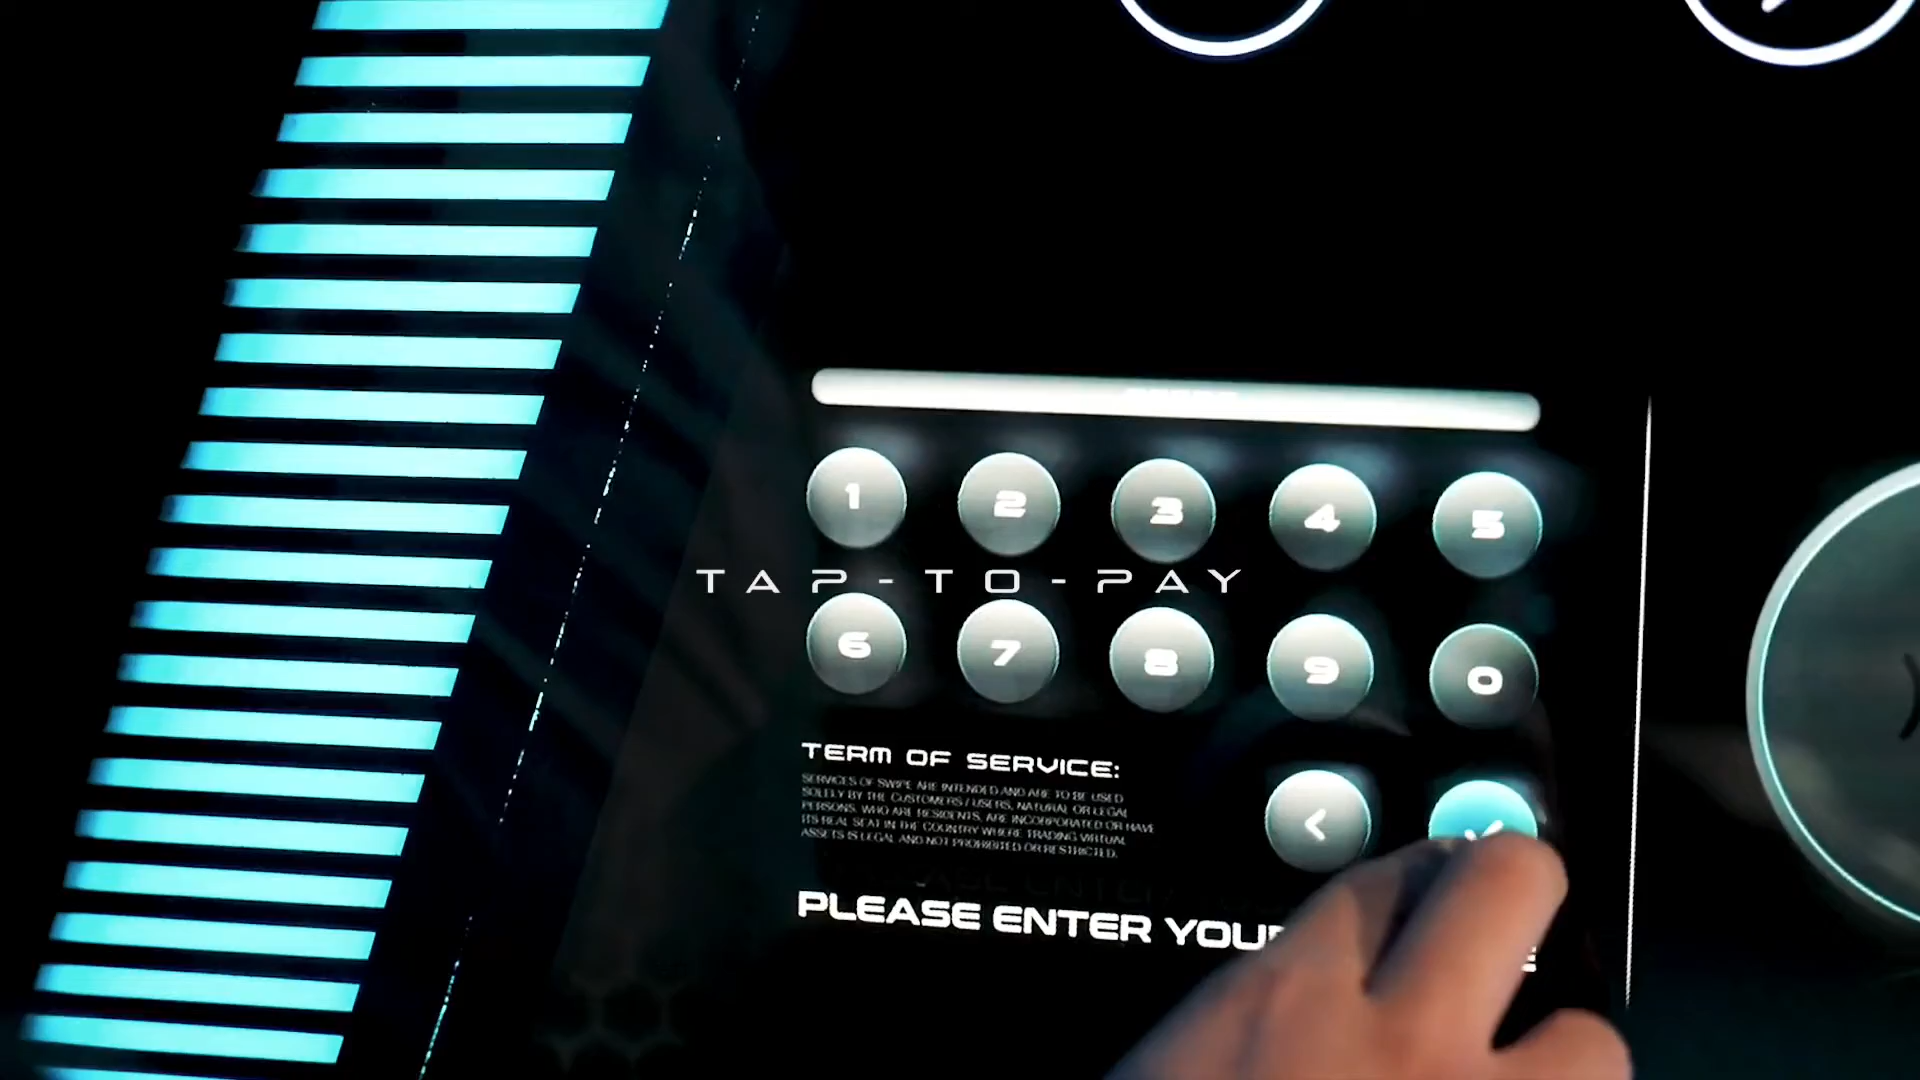 1 2 3 4 5
TAP-TO-PAY
6 7 8 9 0
TERM OF SERVICE:
SERVICES OF SWIPE ARE INTENDED AND ARE TO BE USED
SOLELY BY THE CUSTOMERS / USERS, NATURAL OR LEGAL
PERSONS, WHO ARE RESIDENTS, ARE INCORPORATED OR HAVE
ITS REAL SEAT IN THE COUNTRY WHERE TRADING VIRTUAL
ASSETS IS LEGAL AND NOT PROHIBITED OR RESTRICTED.
<
PLEASE ENTER YOUR